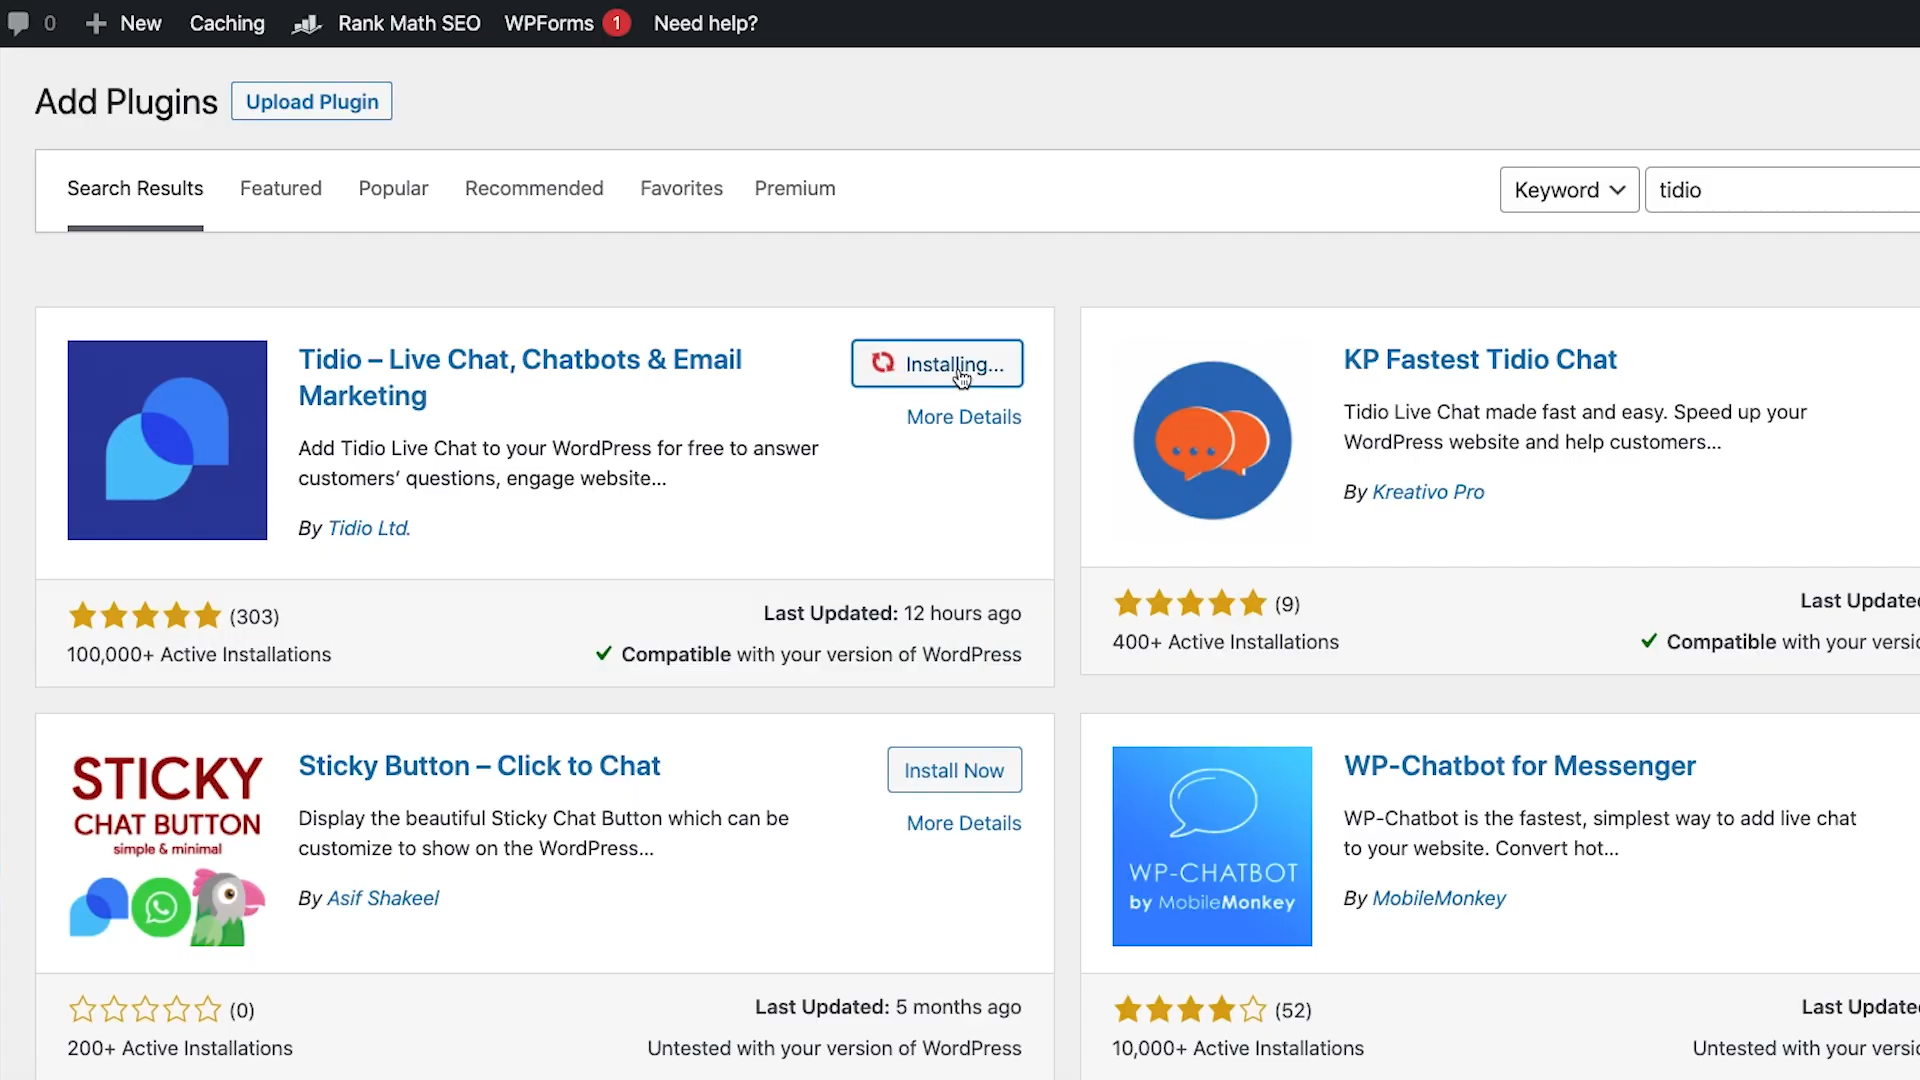 0 New Caching Rank Math SEO WPForms 1 Need help?
Add Plugins Upload Plugin
Search Results Featured Popular Recommended Favorites Premium Keyword tidio
Tidio – Live Chat, Chatbots & Email
Marketing
Installing...
More Details
Add Tidio Live Chat to your WordPress for free to answer
customers’ questions, engage website...
By Tidio Ltd.
(303)
Last Updated: 12 hours ago
100,000+ Active Installations
Compatible with your version of WordPress
KP Fastest Tidio Chat
Tidio Live Chat made fast and easy. Speed up your
WordPress website and help customers...
By Kreativo Pro
(9)
Last
400+ Active Installations
Compatible with your
STICKY
CHAT BUTTON
simple & minimal
Sticky Button – Click to Chat
Install Now
More Details
Display the beautiful Sticky Chat Button which can be
customize to show on the WordPress...
By Asif Shakeel
(0)
Last Updated: 5 months ago
200+ Active Installations
Untested with your version of WordPress
WP-CHATBOT
by MobileMonkey
WP-Chatbot for Messenger
WP-Chatbot is the fastest, simplest way to add live chat
to your website. Convert hot...
By MobileMonkey
(52)
Last
10,000+ Active Installations
Untested with your